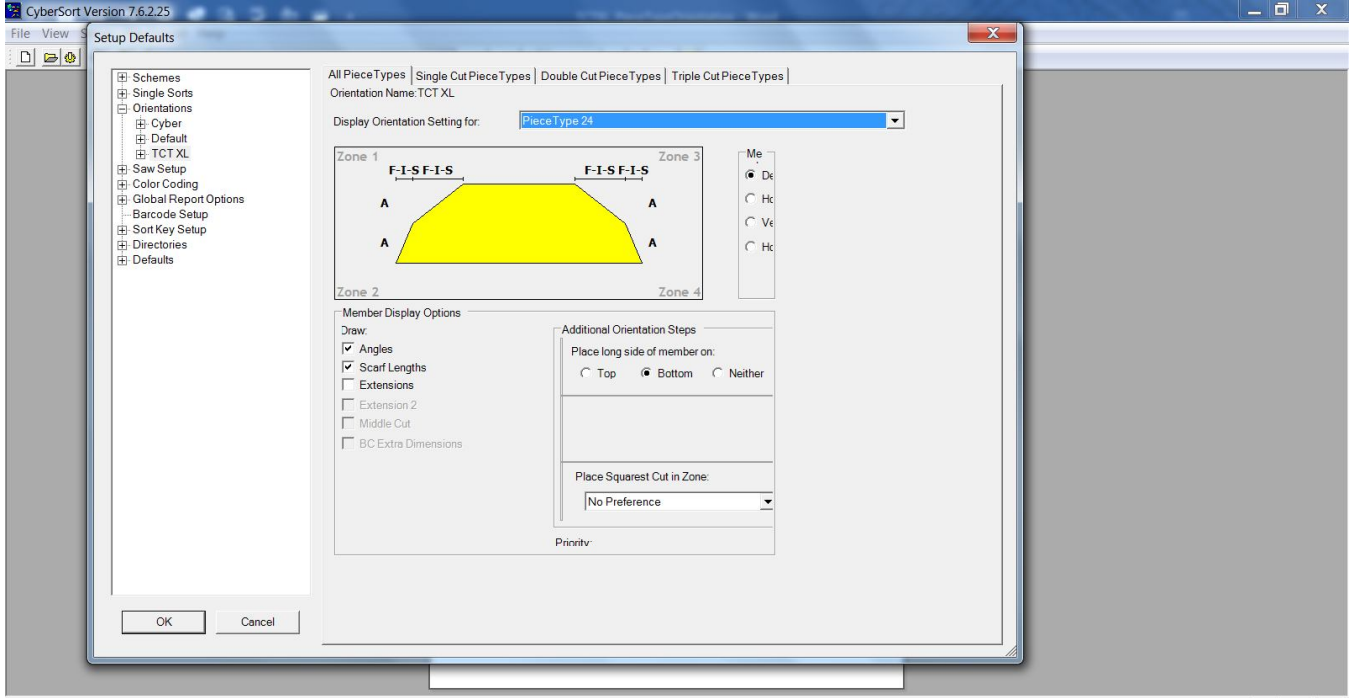 CyberSort Version 7.6.2.25
File View
Setup Defaults
Schemes
Single Sorts
Orientations
Cyber
Default
TCT XL
Saw Setup
Color Coding
Global Report Options
Barcode Setup
Sort Key Setup
Directories
Defaults
OK Cancel
All PieceTypes Single Cut PieceTypes Double Cut PieceTypes Triple Cut PieceTypes
Orientation Name:TCT XL
Display Orientation Setting for: PieceType 24
Zone 1 Zone 3
F-I-S F-I-S F-I-S F-I-S
A A
A A
Zone 2 Zone 4
Me
De
Ho
Ve
Ho
Member Display Options
Draw:
Angles
Scarf Lengths
Extensions
Extension 2
Middle Cut
BC Extra Dimensions
Additional Orientation Steps
Place long side of member on:
Top Bottom Neither
Place Squarest Cut in Zone:
No Preference
Priority: